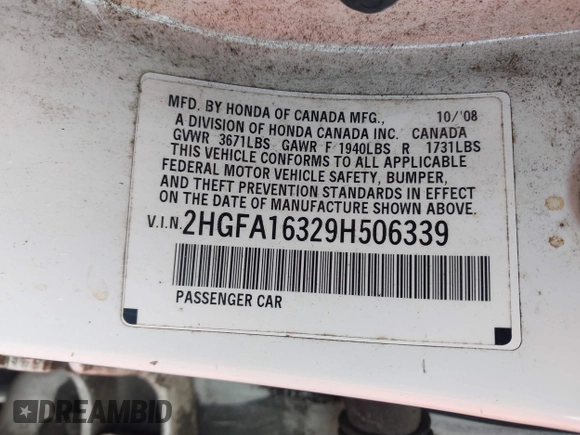 MFD. BY HONDA OF CANADA MFG., 10/'08
A DIVISION OF HONDA CANADA INC. CANADA
GVWR 3671LBS GAWR F 1940LBS R 1731LBS
THIS VEHICLE CONFORMS TO ALL APPLICABLE
FEDERAL MOTOR VEHICLE SAFETY, BUMPER,
AND THEFT PREVENTION STANDARDS IN EFFECT
ON THE DATE OF MANUFACTURE SHOWN ABOVE.
V.I.N. 2HGFA16329H506339
PASSENGER CAR
DREAMBID